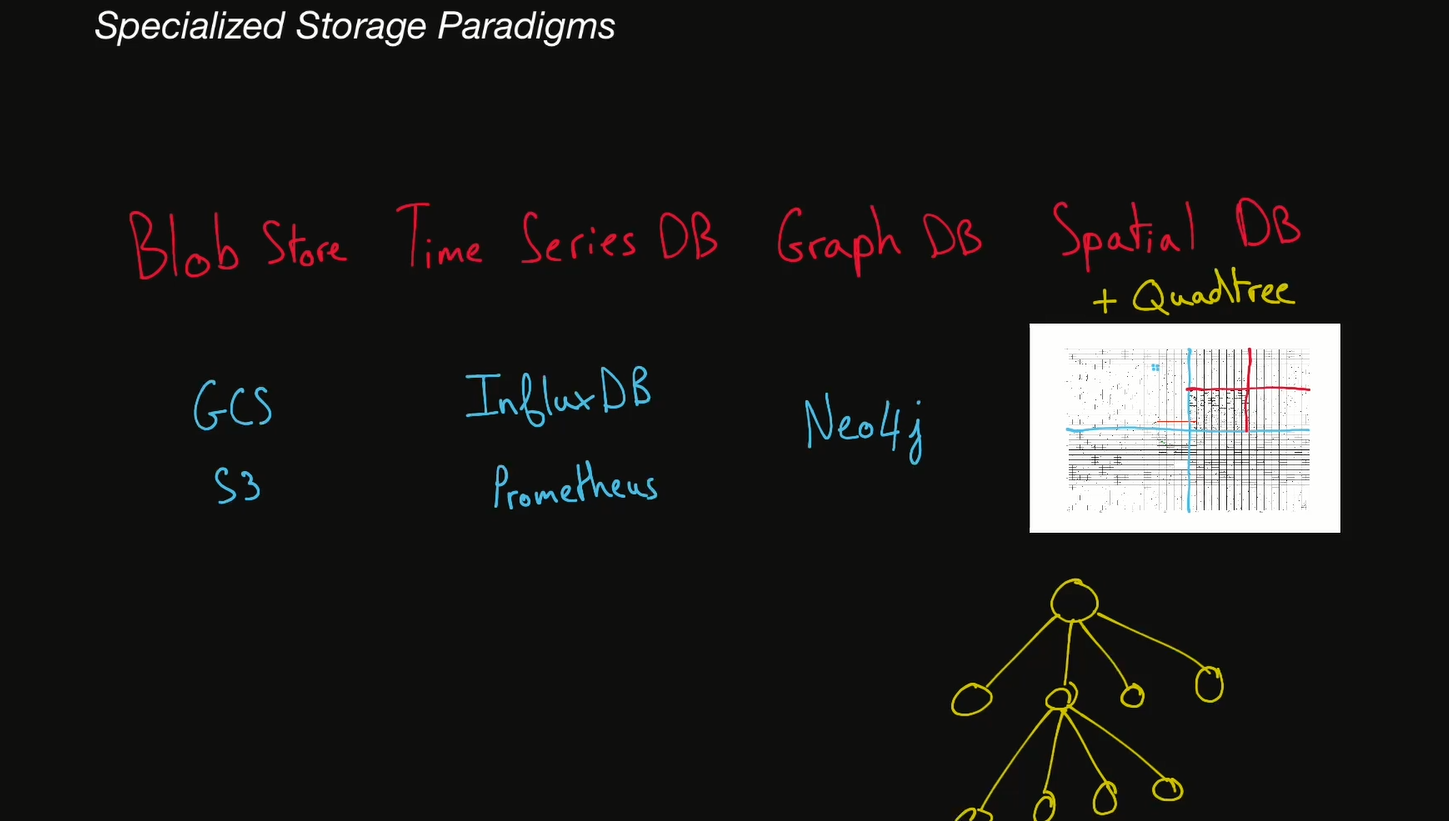 Specialized Storage Paradigms
Blob Store
Time Series DB
Graph DB
Spatial DB
+ Quadtree
GCS
S3
InfluxDB
Prometheus
Neo4j